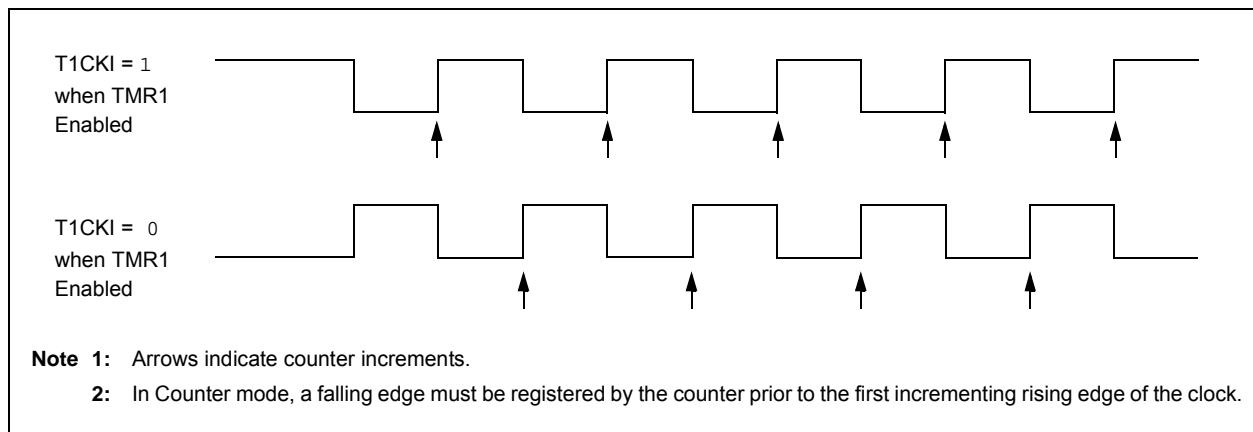 T1CKI = 1
when TMR1
Enabled
T1CKI = 0
when TMR1
Enabled
Note 1: Arrows indicate counter increments.
2: In Counter mode, a falling edge must be registered by the counter prior to the first incrementing rising edge of the clock.